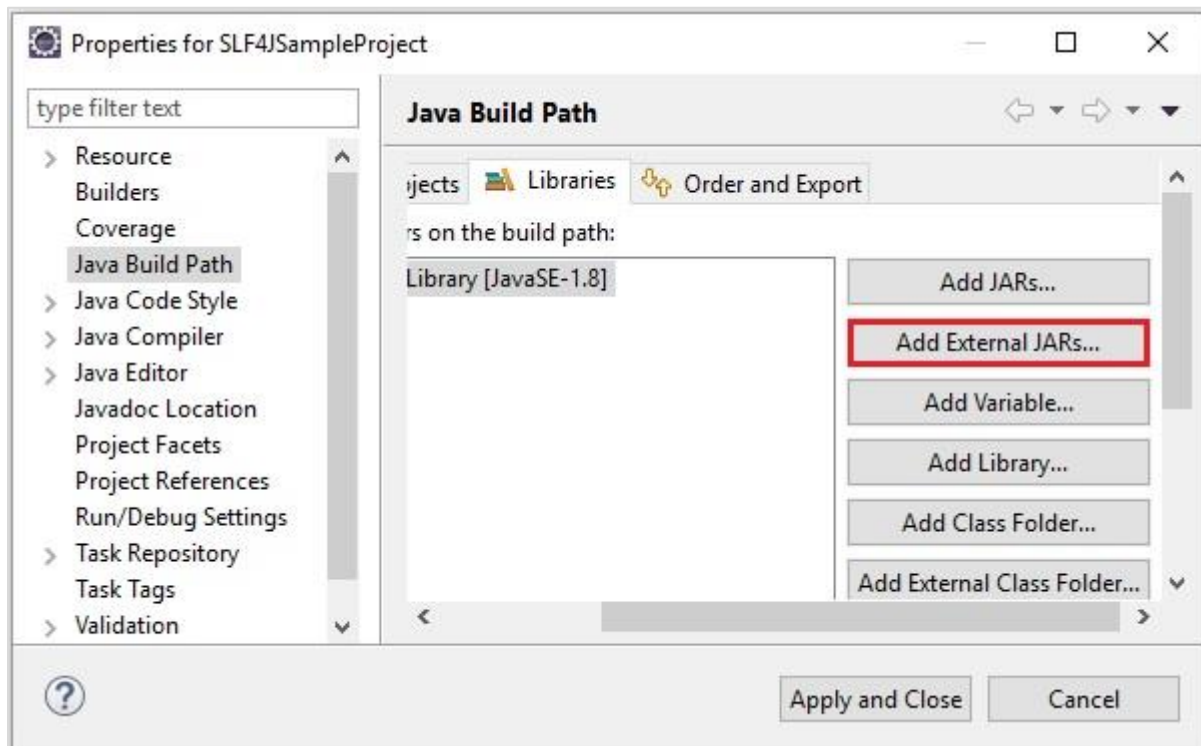 Properties for SLF4JSampleProject
type filter text
Resource
Builders
Coverage
Java Build Path
Java Code Style
Java Compiler
Java Editor
Javadoc Location
Project Facets
Project References
Run/Debug Settings
Task Repository
Task Tags
Validation
Java Build Path
jects Libraries Order and Export
rs on the build path:
Library [JavaSE-1.8]
Add JARs...
Add External JARs...
Add Variable...
Add Library...
Add Class Folder...
Add External Class Folder...
Apply and Close Cancel